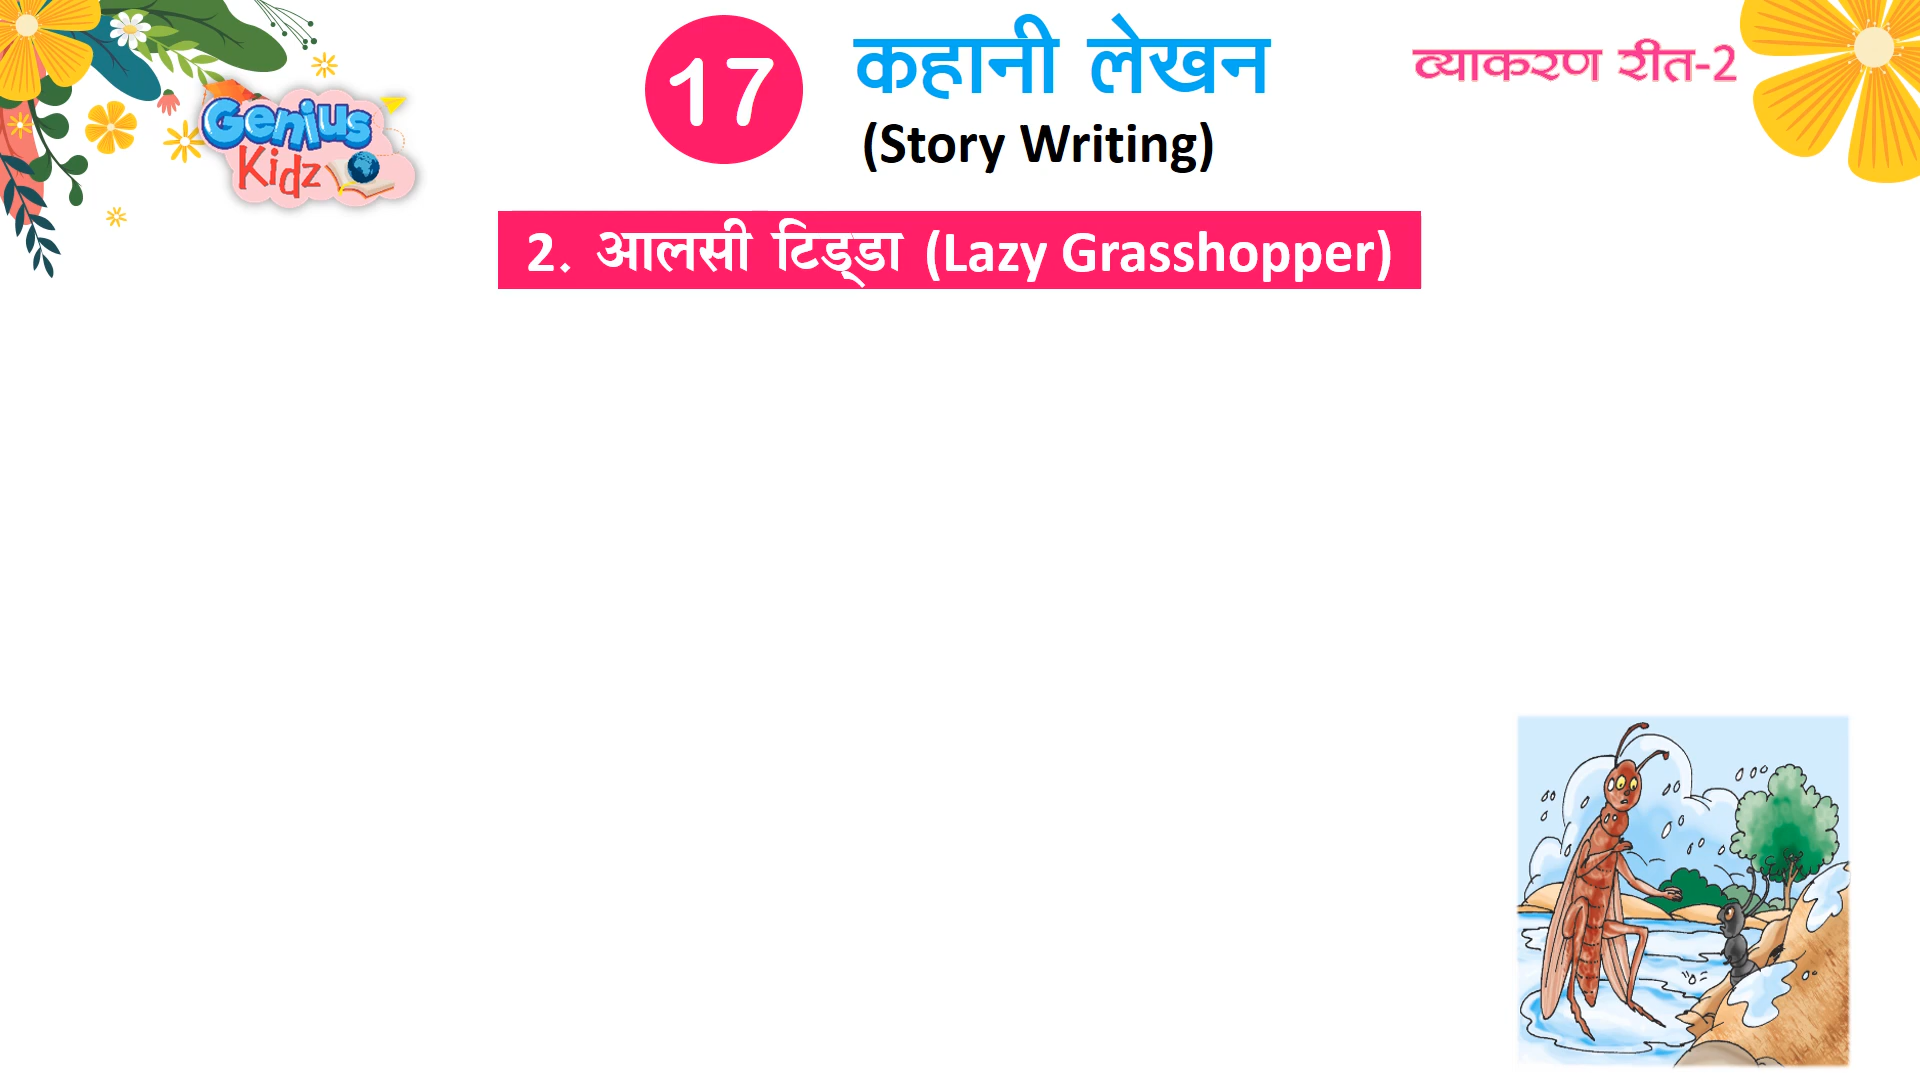 Genius
Kidz
17
कहानी लेखन
(Story Writing)
व्याकरण रीत-2
2. आलसी टिड्डा (Lazy Grasshopper)